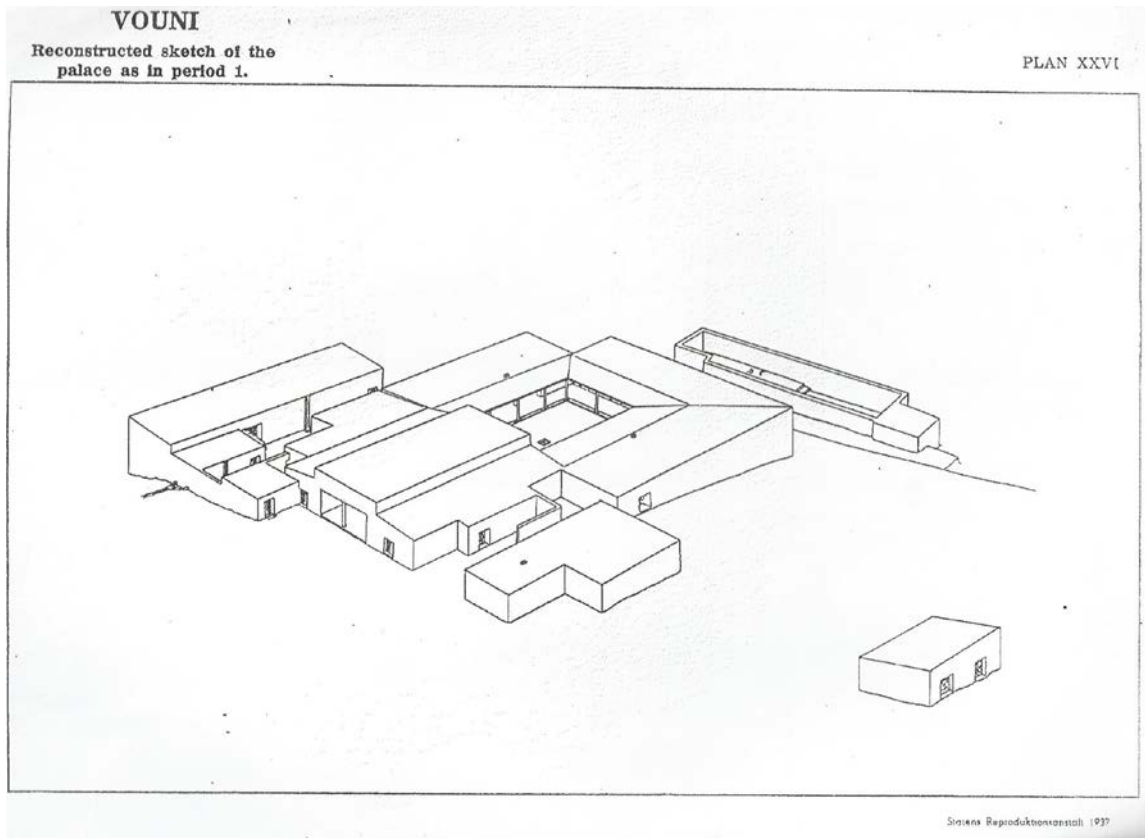 VOUNI
Reconstructed sketch of the
palace as in period 1.
PLAN XXVI
Statens Reproduktionsanstalt 1937